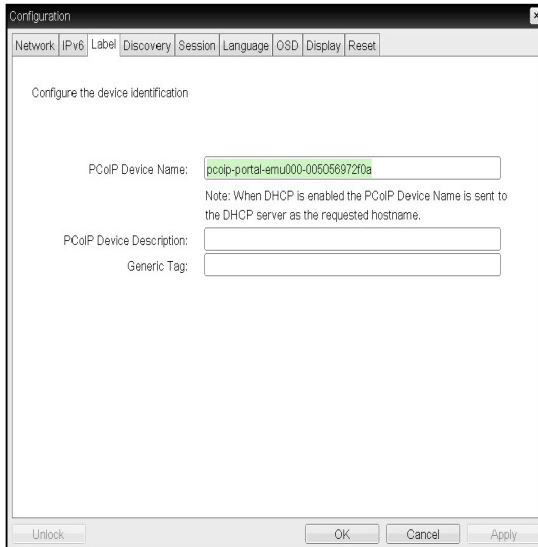 Configuration
Network IPv6 Label Discovery Session Language OSD Display Reset
Configure the device identification
PCoIP Device Name: pcoip-portal-emu000-005056972f0a
Note: When DHCP is enabled the PCoIP Device Name is sent to
the DHCP server as the requested hostname.
PCoIP Device Description:
Generic Tag:
Unlock OK Cancel Apply